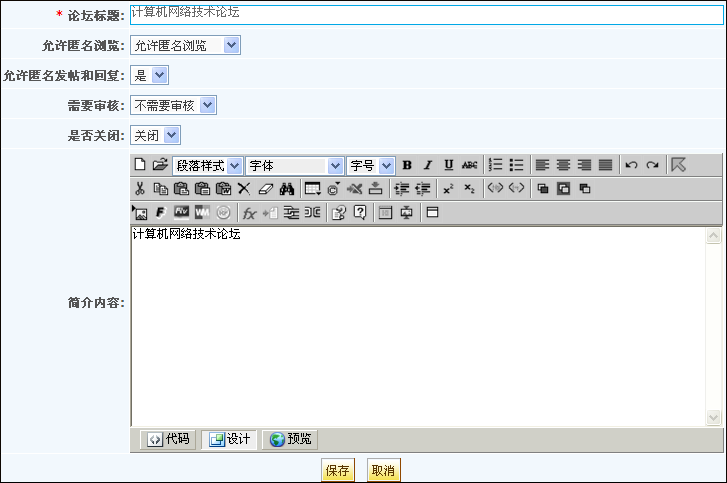 * 论坛标题: 计算机网络技术论坛
允许匿名浏览: 允许匿名浏览
允许匿名发帖和回复: 是
需要审核: 不需要审核
是否关闭: 关闭
段落样式 字体 字号 B I U ABC
x² x₂
F fx
简介内容: 计算机网络技术论坛
代码 设计 预览
保存 取消